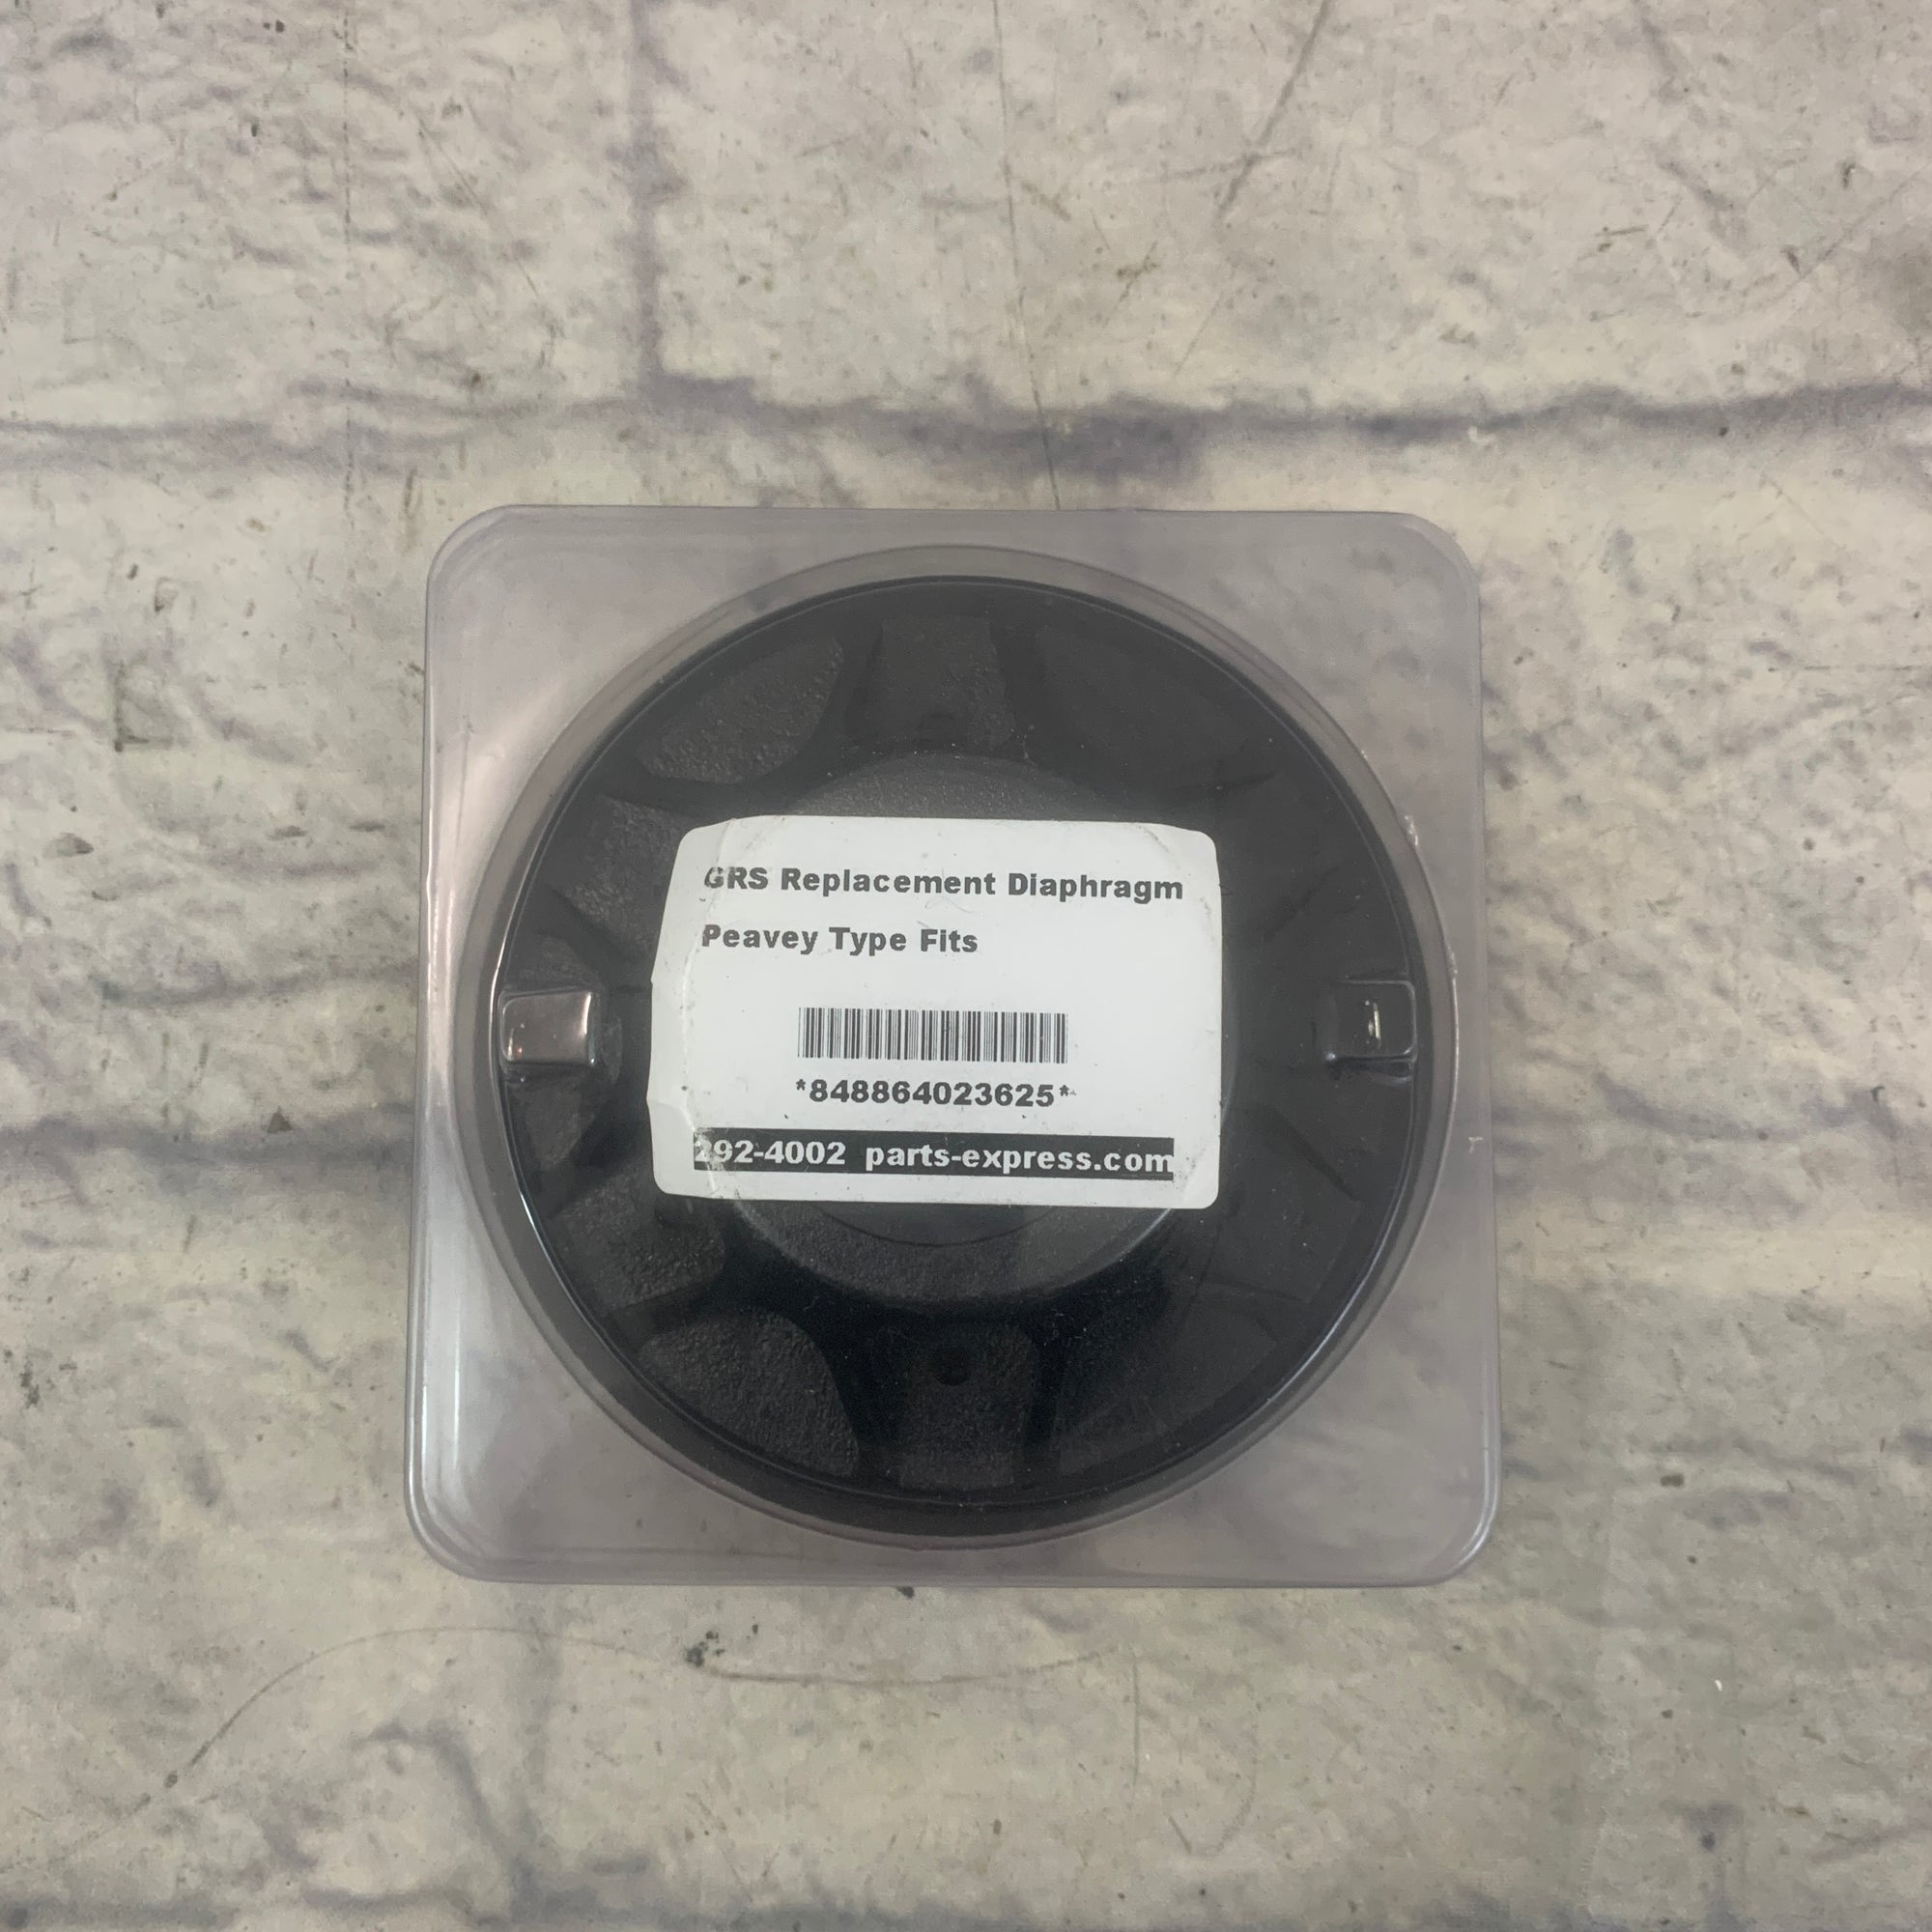 GRS Replacement Diaphragm
Peavey Type Fits
*848864023625*
292-4002 parts-express.com